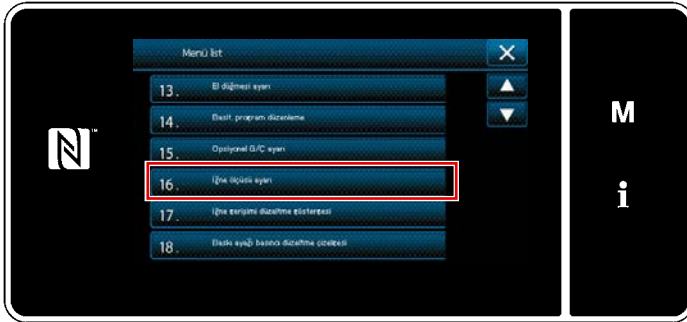 Menü list
13. El düğmesi ayarı
14. Basit. program düzenleme
15. Opsiyonel G/Ç ayarı
16. İğne ölçüsü ayarı
17. İğne gerişimi düzeltme göstergesi
18. Baskı ayağı basıncı düzeltme çizelgesi
M
i